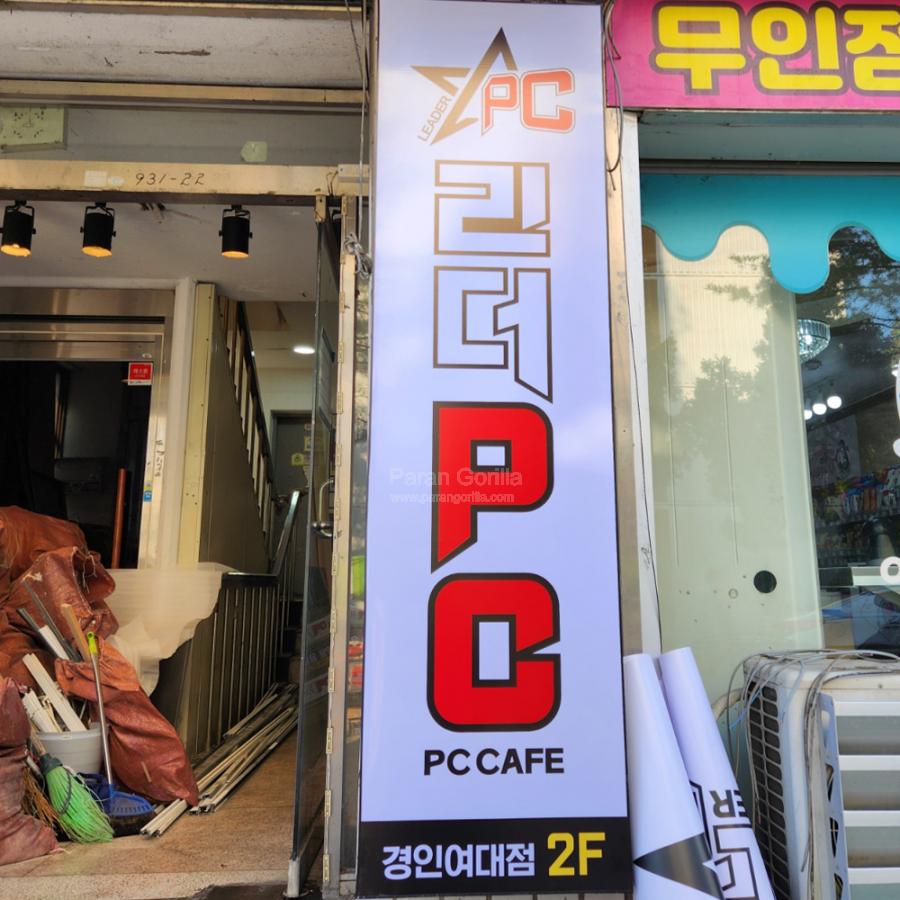 무인점
931-22
LEADER
PC
리더
PC
PC CAFE
경인여대점 2F
Paran Gorilla
www.parangorilla.com